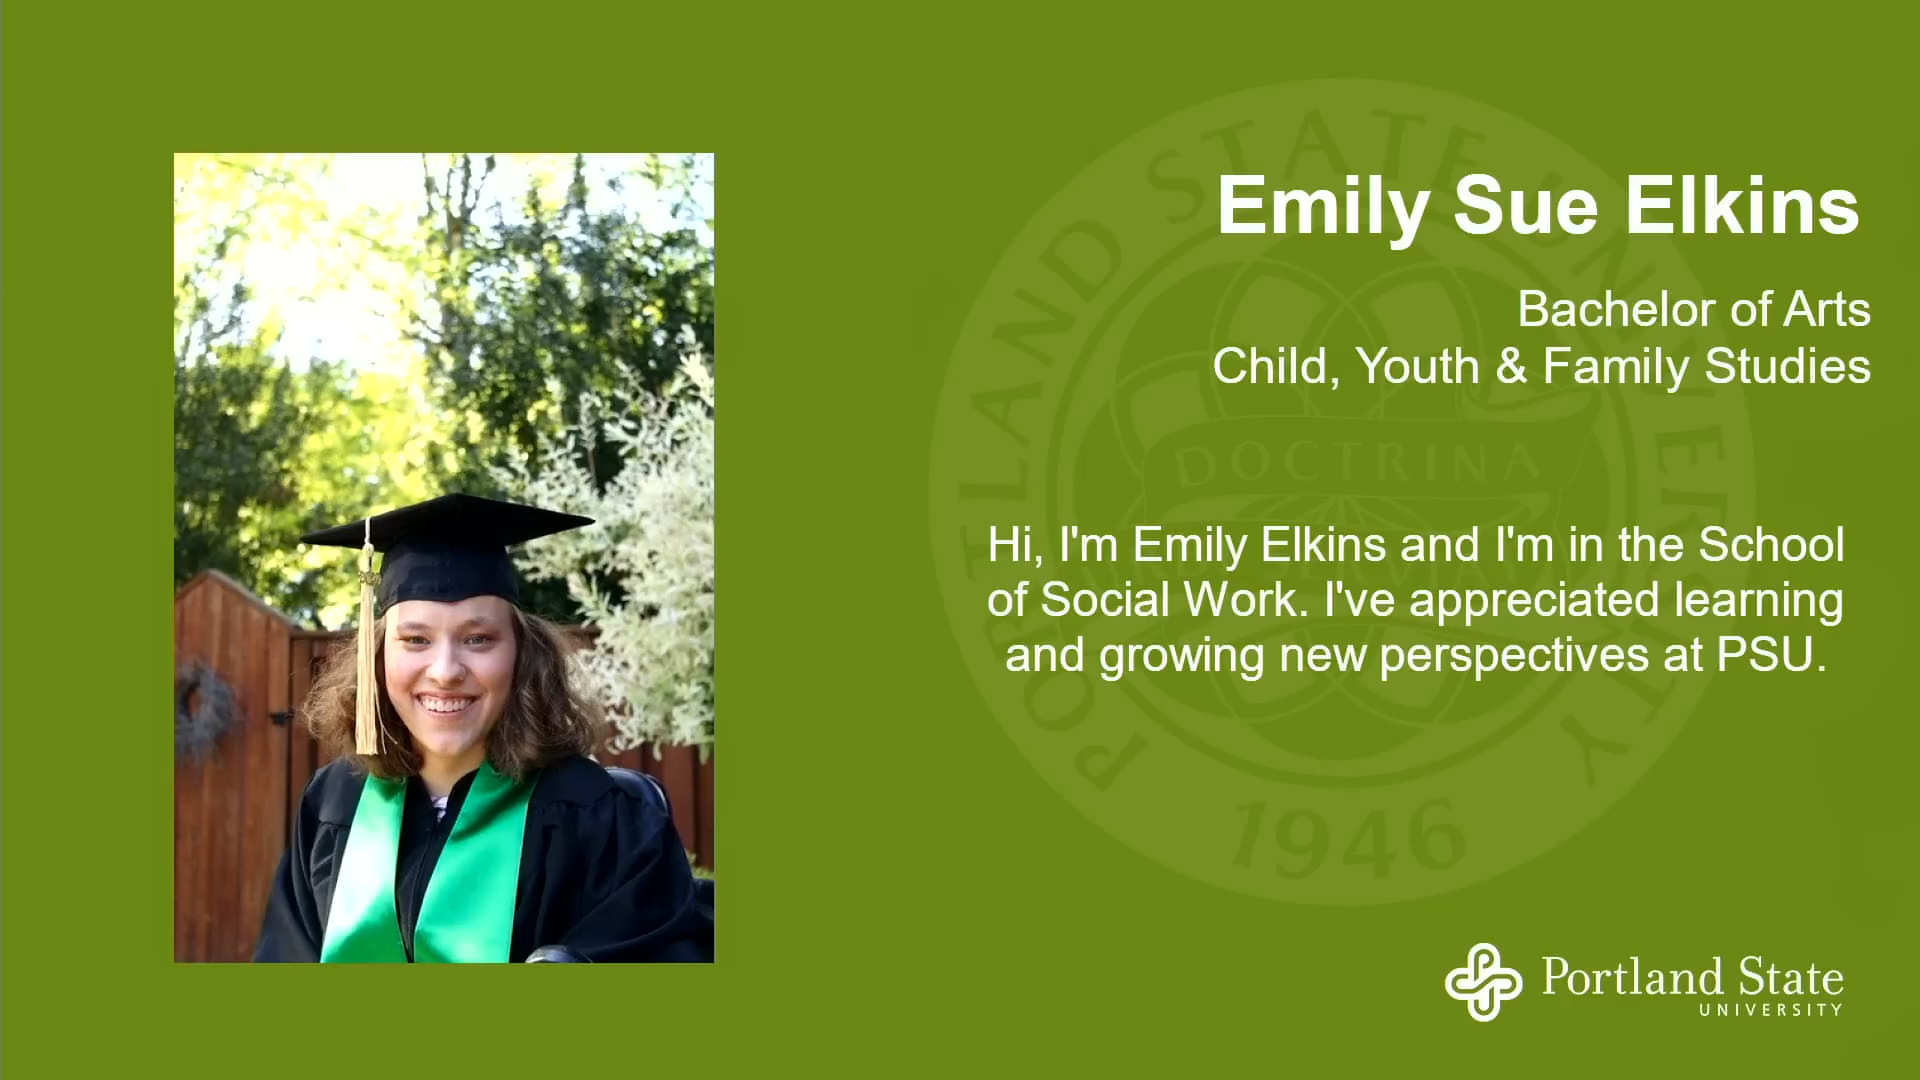 Emily Sue Elkins
Bachelor of Arts
Child, Youth & Family Studies
Hi, I'm Emily Elkins and I'm in the School
of Social Work. I've appreciated learning
and growing new perspectives at PSU.
PORTLAND STATE UNIVERSITY
DOCTRINA
1946
Portland State
UNIVERSITY